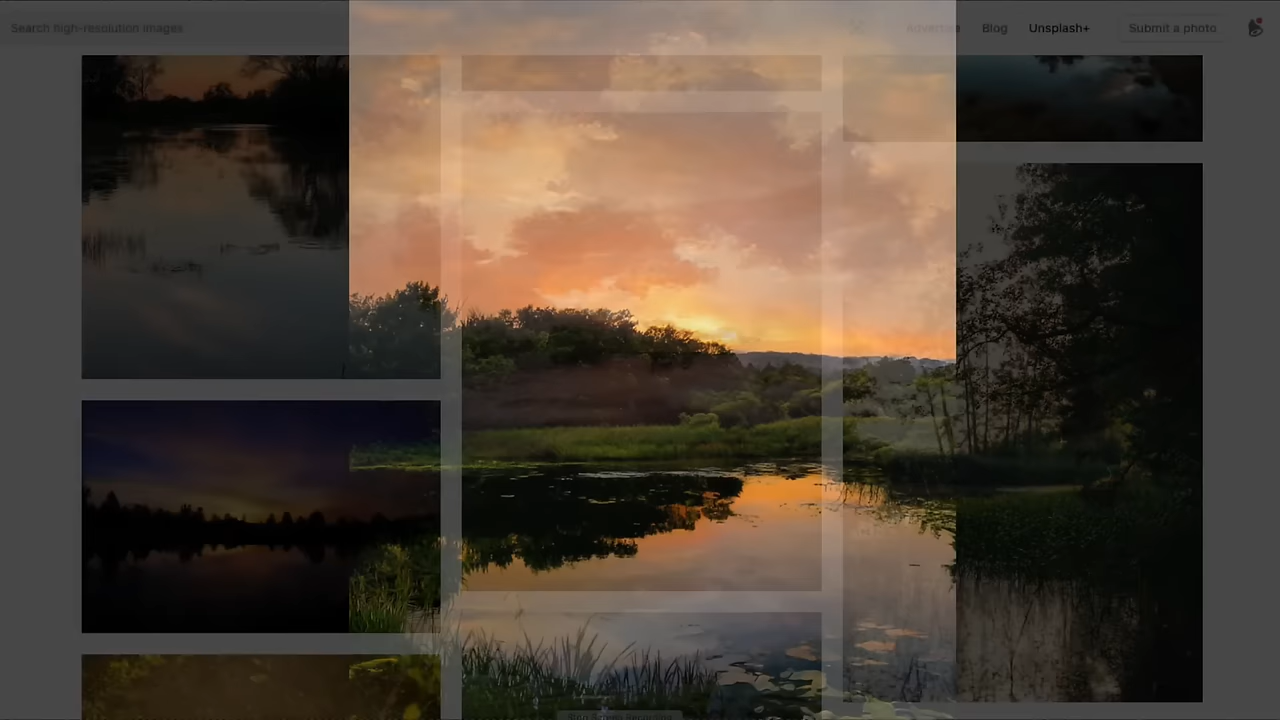 Search high-resolution images
Advertise
Blog
Unsplash+
Submit a photo